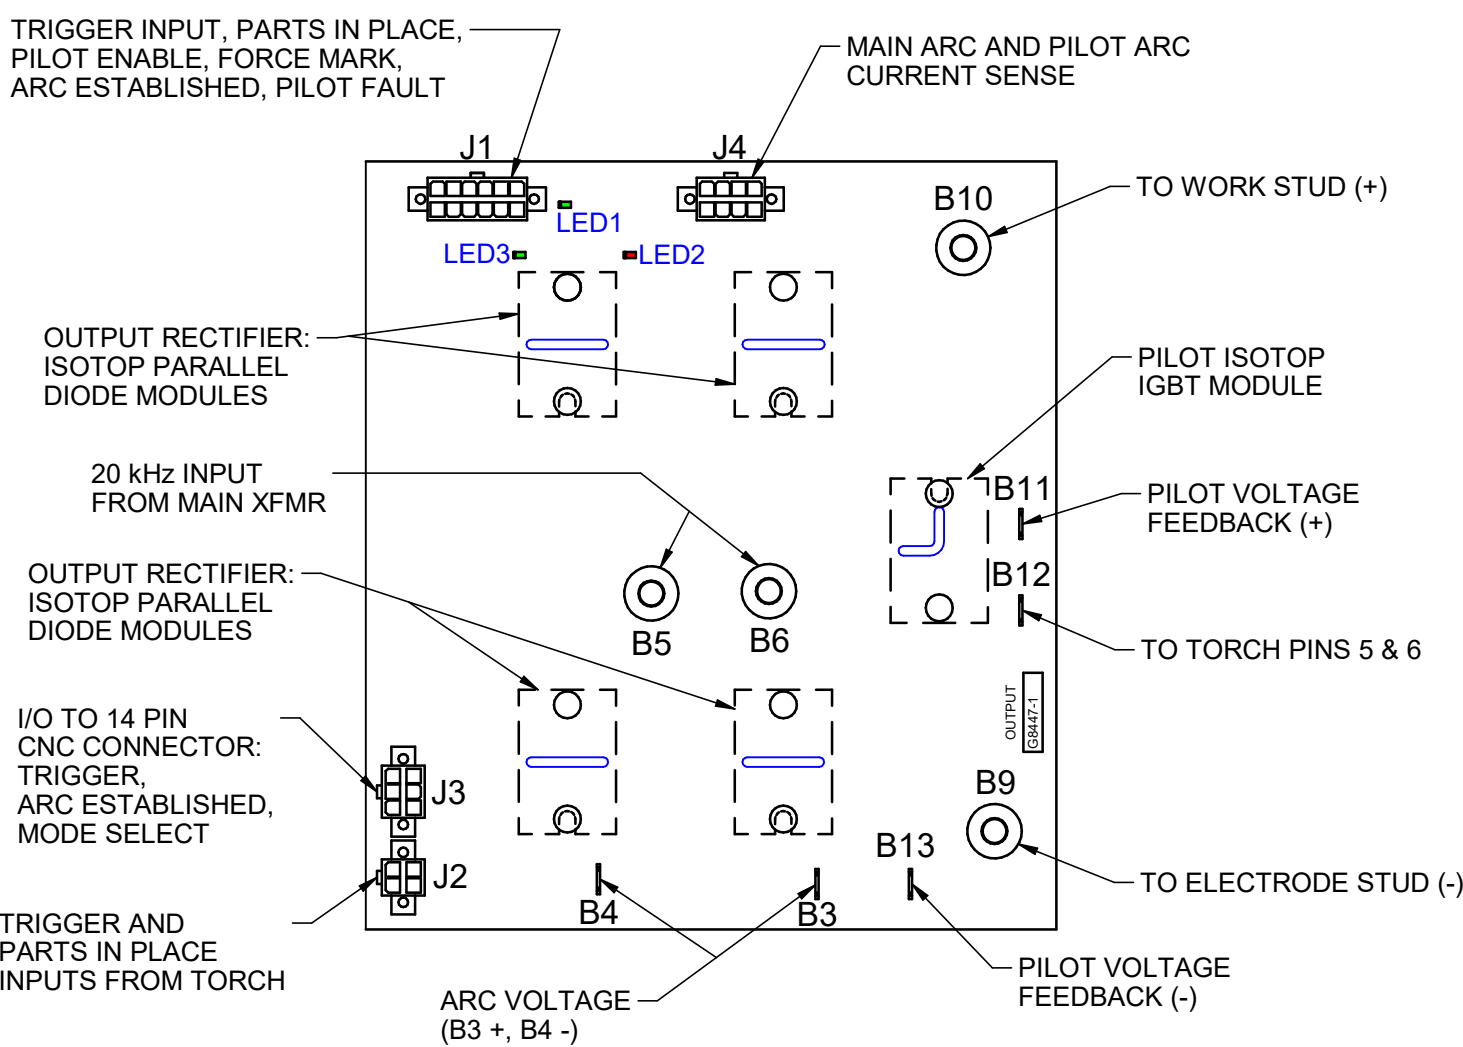 TRIGGER INPUT, PARTS IN PLACE,
PILOT ENABLE, FORCE MARK,
ARC ESTABLISHED, PILOT FAULT
MAIN ARC AND PILOT ARC
CURRENT SENSE
J1
J4
B10
TO WORK STUD (+)
LED1
LED3
LED2
OUTPUT RECTIFIER:
ISOTOP PARALLEL
DIODE MODULES
PILOT ISOTOP
IGBT MODULE
20 kHz INPUT
FROM MAIN XFMR
B11
PILOT VOLTAGE
FEEDBACK (+)
OUTPUT RECTIFIER:
ISOTOP PARALLEL
DIODE MODULES
B12
B5
B6
TO TORCH PINS 5 & 6
I/O TO 14 PIN
CNC CONNECTOR:
TRIGGER,
ARC ESTABLISHED,
MODE SELECT
OUTPUT
G8447-1
J3
B9
B13
J2
TO ELECTRODE STUD (-)
B4
B3
TRIGGER AND
PARTS IN PLACE
INPUTS FROM TORCH
PILOT VOLTAGE
FEEDBACK (-)
ARC VOLTAGE
(B3 +, B4 -)